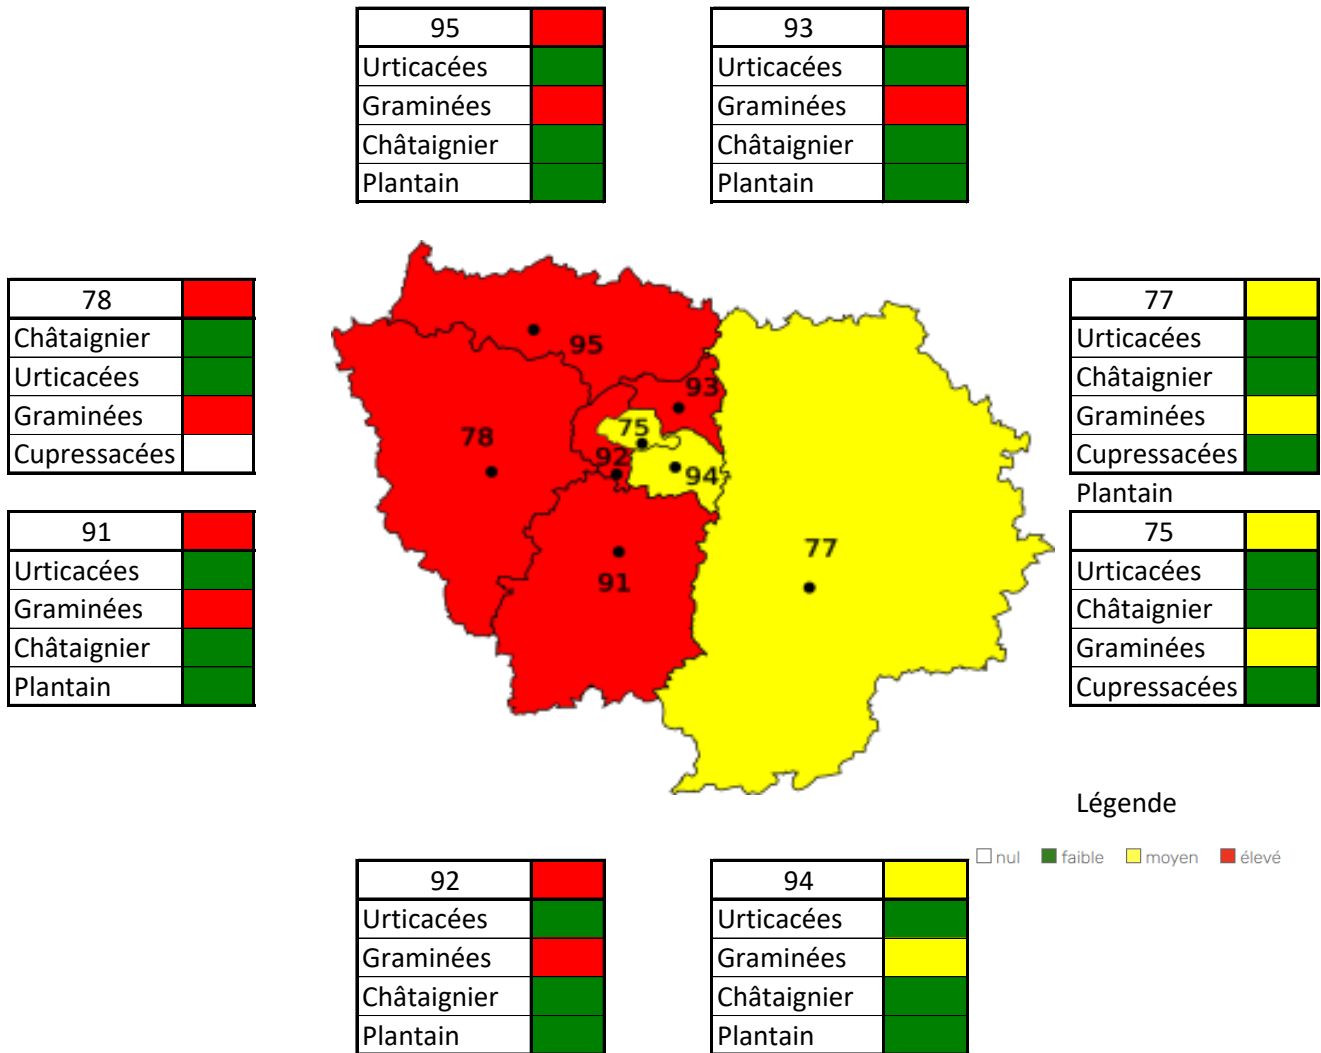 95
Urticacées
Graminées
Châtaignier
Plantain
93
Urticacées
Graminées
Châtaignier
Plantain
78
Châtaignier
Urticacées
Graminées
Cupressacées
91
Urticacées
Graminées
Châtaignier
Plantain
95
93
75
78
92
94
77
91
77
Urticacées
Châtaignier
Graminées
Cupressacées
Plantain
75
Urticacées
Châtaignier
Graminées
Cupressacées
Légende
nul faible moyen élevé
92
Urticacées
Graminées
Châtaignier
Plantain
94
Urticacées
Graminées
Châtaignier
Plantain